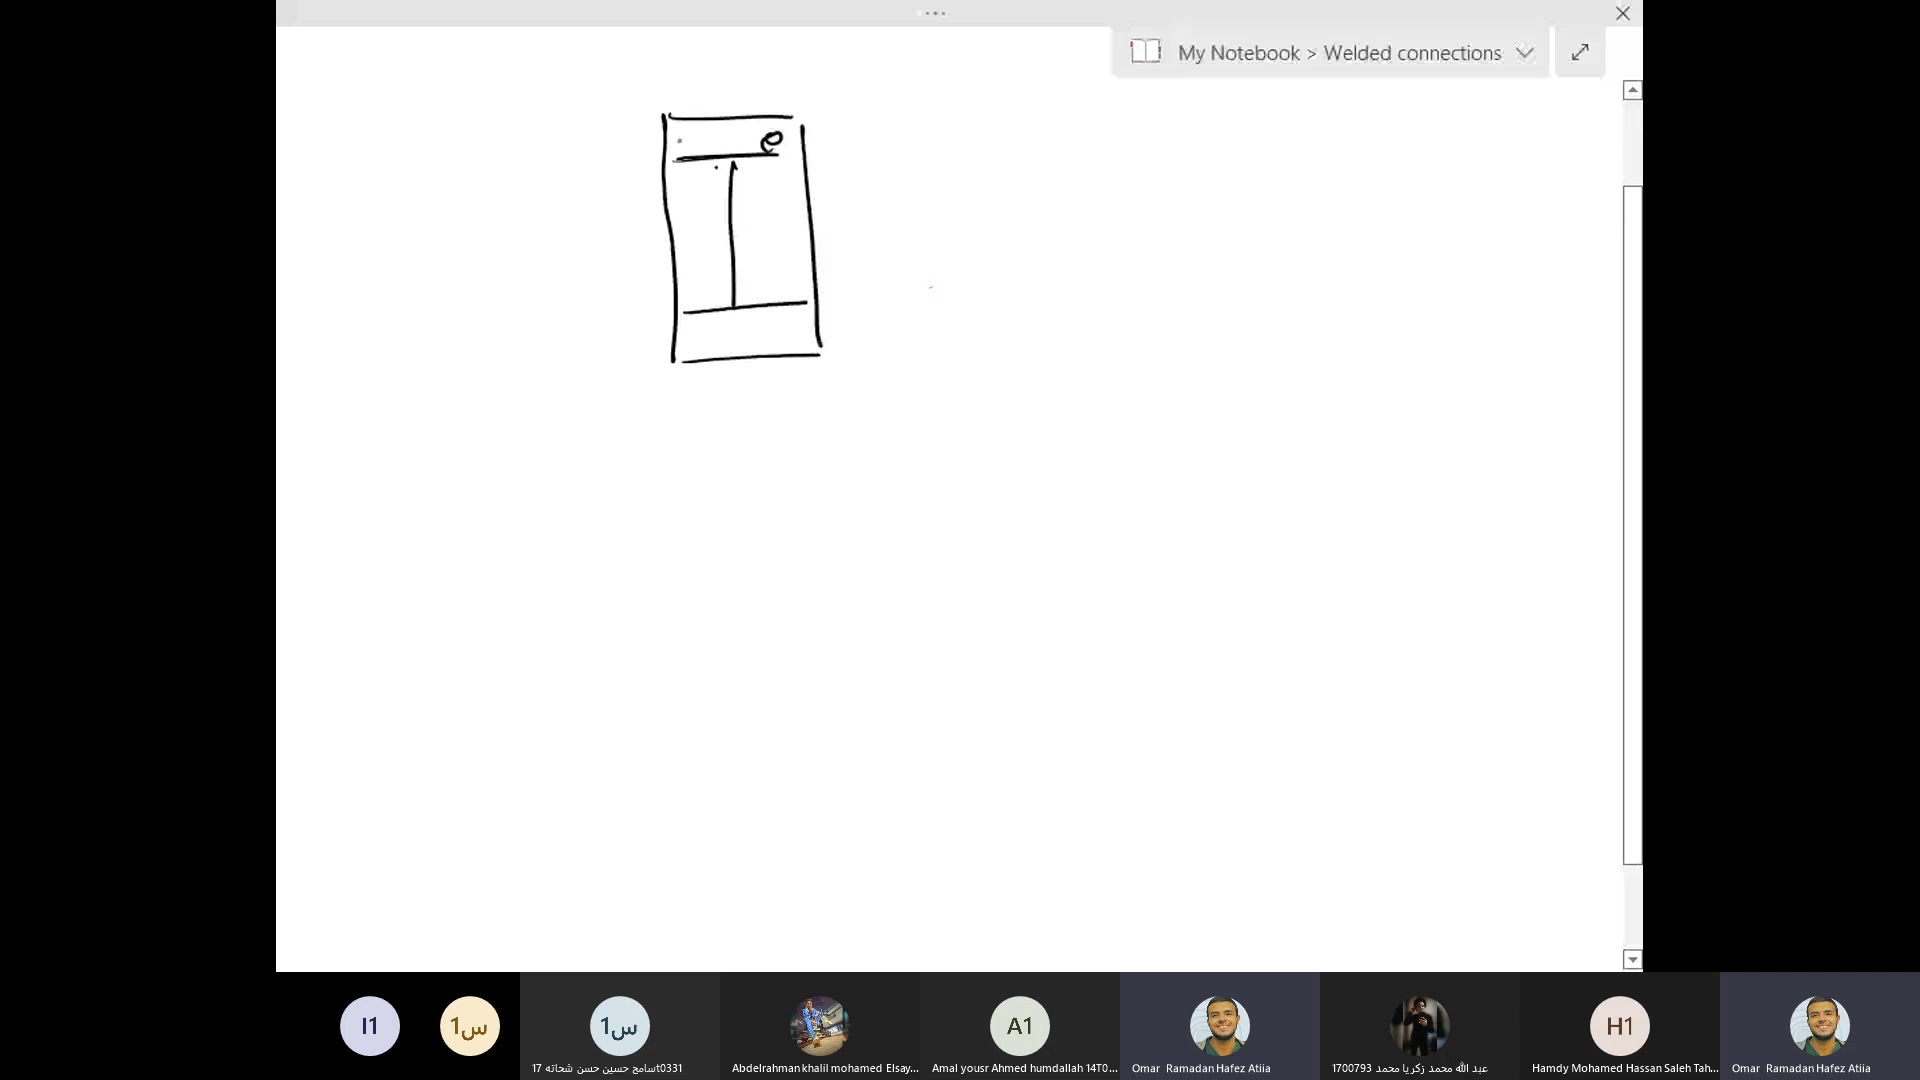 My Notebook > Welded connections
e
I1
س1
س1
17 سامح حسين حسن شحاته t0331
Abdelrahman khalil mohamed Elsay...
A1
Amal yousr Ahmed humdallah 14T0...
Omar Ramadan Hafez Atiia
عبد الله محمد زكريا محمد 1700793
H1
Hamdy Mohamed Hassan Saleh Tah...
Omar Ramadan Hafez Atiia